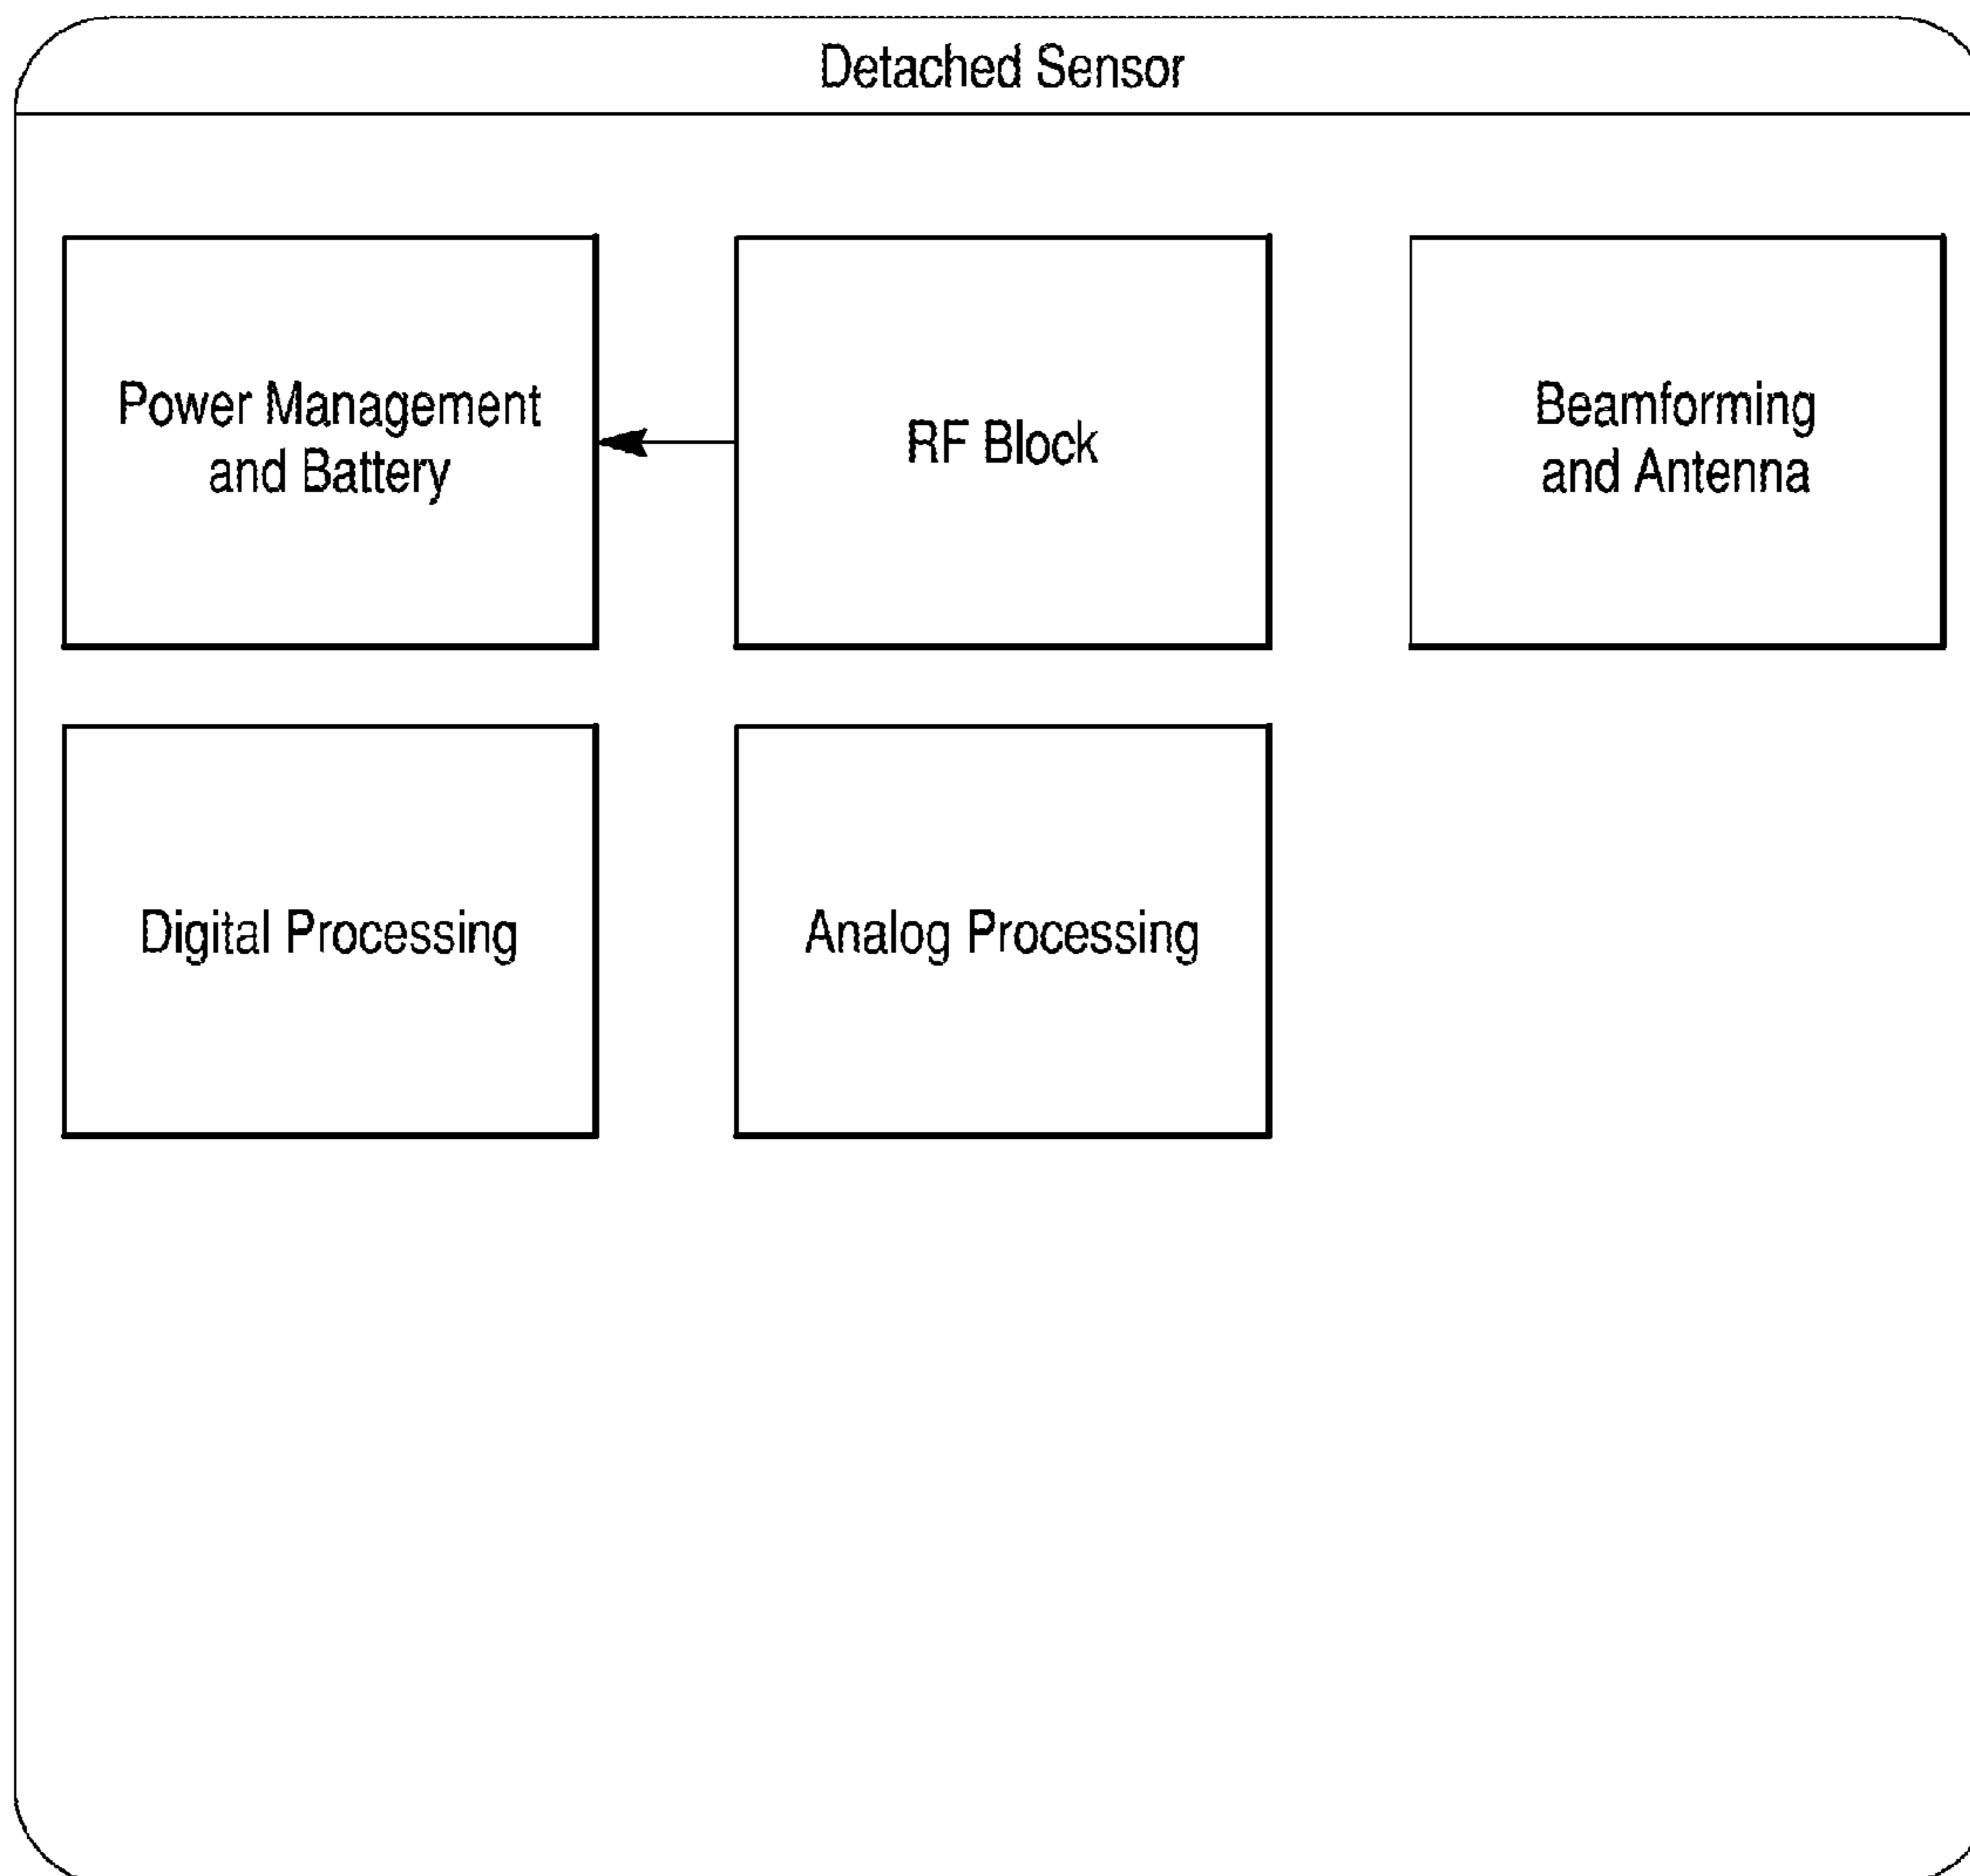 Detached Sensor
Power Management
and Battery
RF Block
Beamforming
and Antenna
Digital Processing
Analog Processing